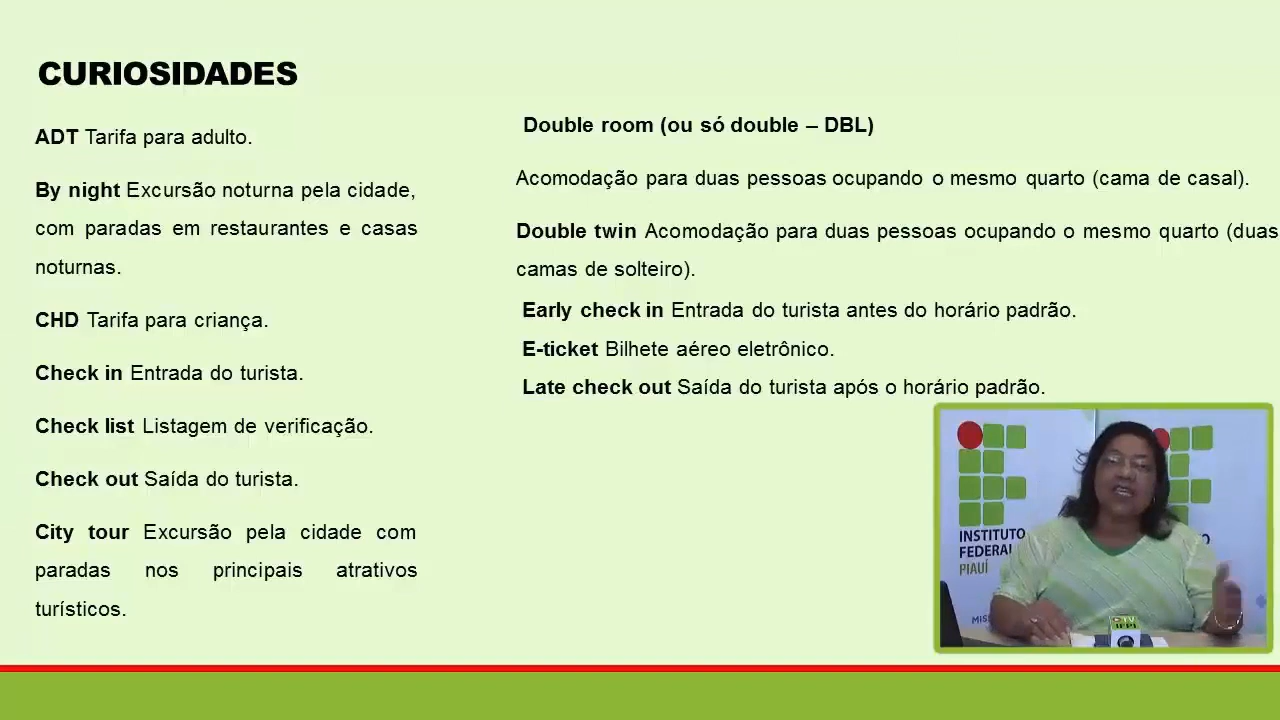 CURIOSIDADES
ADT Tarifa para adulto.
By night Excursão noturna pela cidade,
com paradas em restaurantes e casas
noturnas.
CHD Tarifa para criança.
Check in Entrada do turista.
Check list Listagem de verificação.
Check out Saída do turista.
City tour Excursão pela cidade com
paradas nos principais atrativos
turísticos.
Double room (ou só double – DBL)
Acomodação para duas pessoas ocupando o mesmo quarto (cama de casal).
Double twin Acomodação para duas pessoas ocupando o mesmo quarto (duas
camas de solteiro).
Early check in Entrada do turista antes do horário padrão.
E-ticket Bilhete aéreo eletrônico.
Late check out Saída do turista após o horário padrão.
INSTITUTO
FEDERAL
PIAUÍ